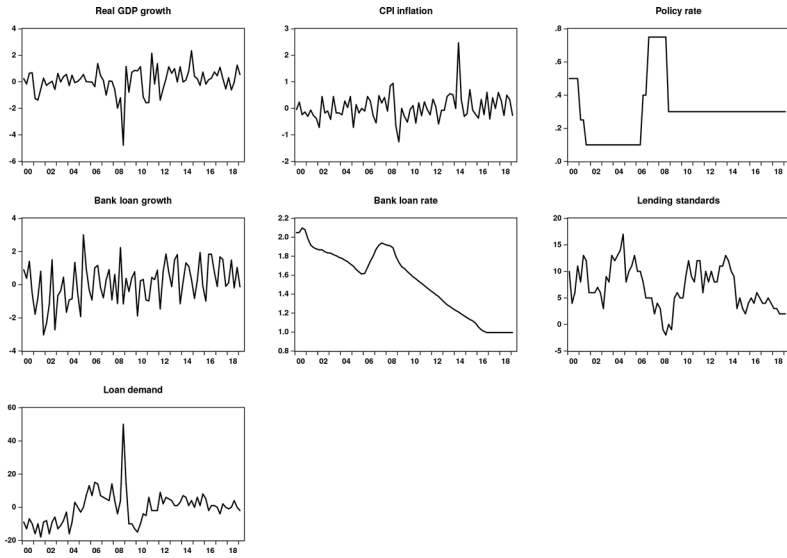 Real GDP growth
4
2
0
-2
-4
-6
00 02 04 06 08 10 12 14 16 18
CPI inflation
3
2
1
0
-1
-2
00 02 04 06 08 10 12 14 16 18
Policy rate
.8
.6
.4
.2
.0
00 02 04 06 08 10 12 14 16 18
Bank loan growth
4
2
0
-2
-4
00 02 04 06 08 10 12 14 16 18
Bank loan rate
2.2
2.0
1.8
1.6
1.4
1.2
1.0
0.8
00 02 04 06 08 10 12 14 16 18
Lending standards
20
15
10
5
0
-5
00 02 04 06 08 10 12 14 16 18
Loan demand
60
40
20
0
-20
00 02 04 06 08 10 12 14 16 18